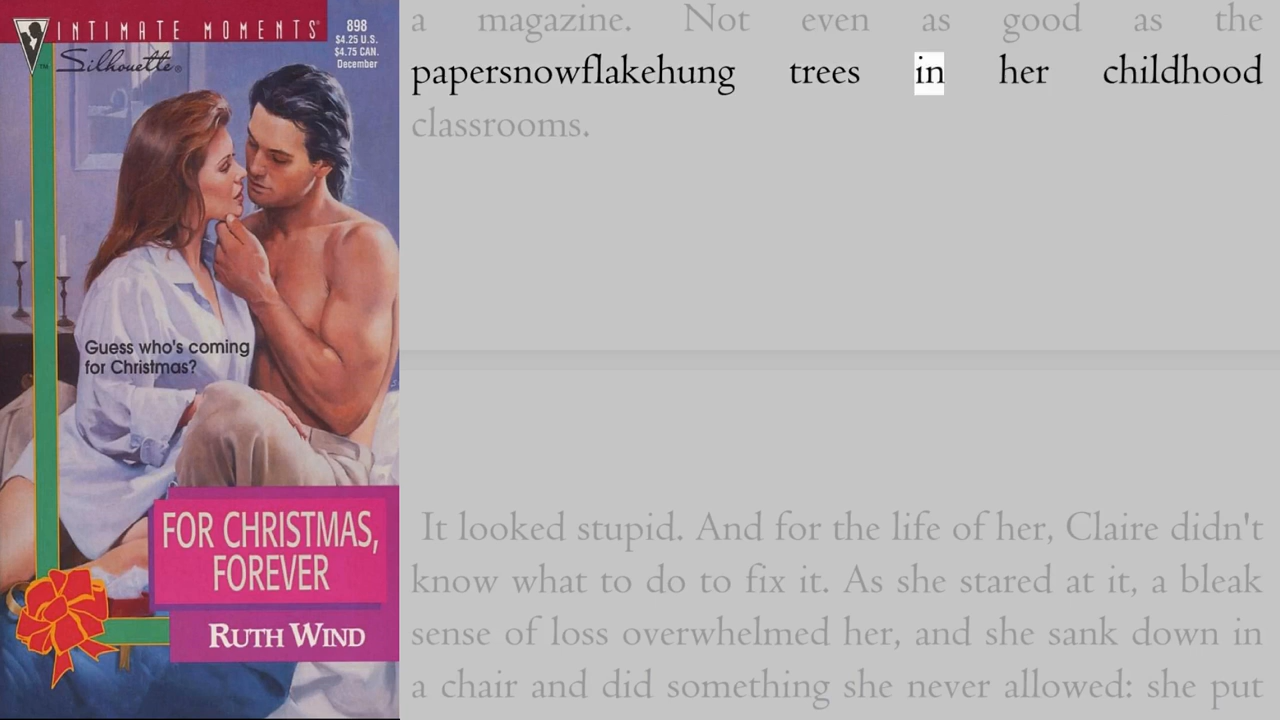 INTIMATE MOMENTS®
898
$4.25 U.S.
$4.75 CAN.
December
TM
Silhouette®
Guess who's coming
for Christmas?
FOR CHRISTMAS,
FOREVER
RUTH WIND
a magazine. Not even as good as the
papersnowflakehung trees in her childhood
classrooms.
It looked stupid. And for the life of her, Claire didn't
know what to do to fix it. As she stared at it, a bleak
sense of loss overwhelmed her, and she sank down in
a chair and did something she never allowed: she put